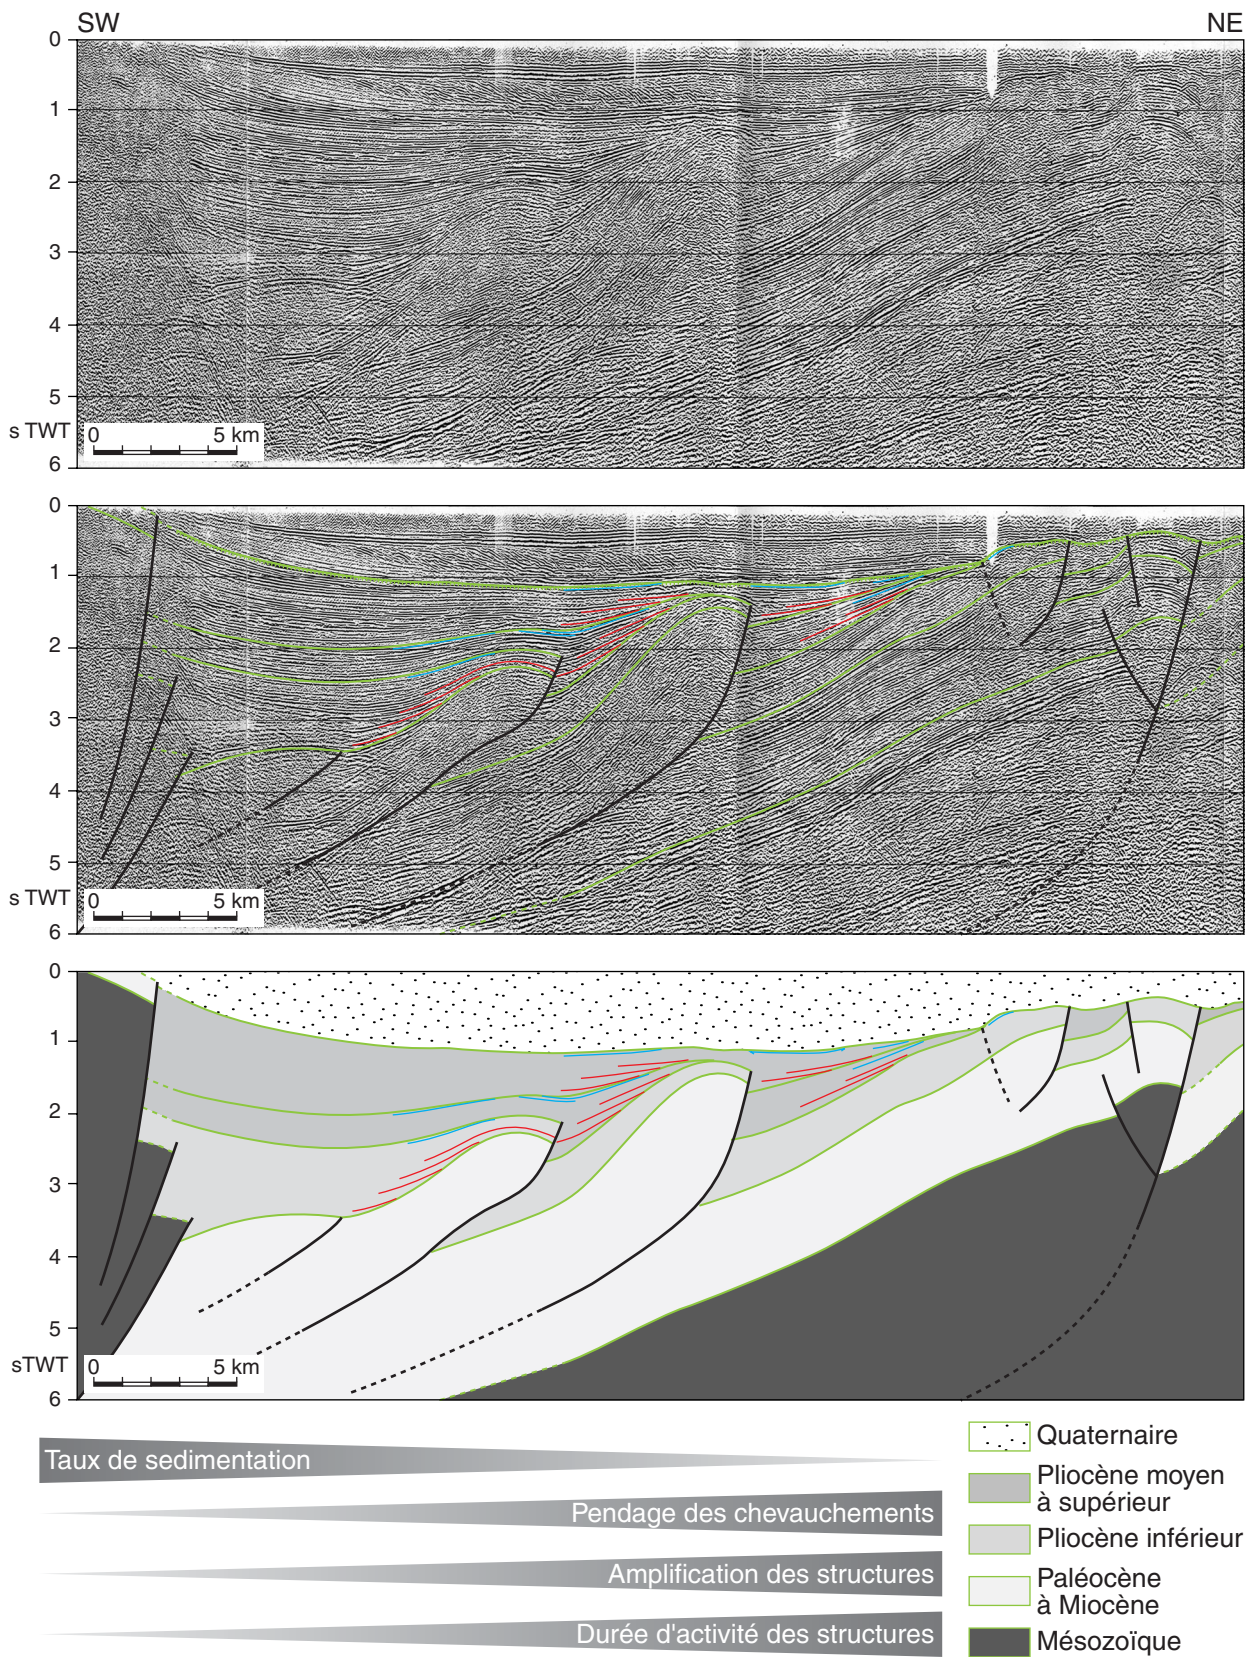 SW NE
0
1
2
3
4
5
s TWT
6
0 5 km
0
1
2
3
4
5
s TWT
6
0 5 km
0
1
2
3
4
5
sTWT
6
0 5 km
Taux de sedimentation
Pendage des chevauchements
Amplification des structures
Durée d'activité des structures
Quaternaire
Pliocène moyen
à supérieur
Pliocène inférieur
Paléocène
à Miocène
Mésozoïque